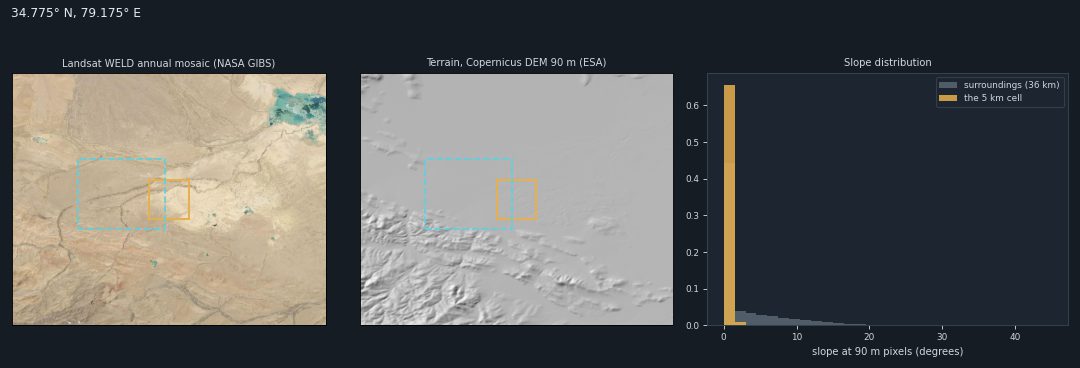 34.775° N, 79.175° E
Landsat WELD annual mosaic (NASA GIBS)
Terrain, Copernicus DEM 90 m (ESA)
Slope distribution
surroundings (36 km)
the 5 km cell
0.6
0.5
0.4
0.3
0.2
0.1
0.0
0 10 20 30 40
slope at 90 m pixels (degrees)